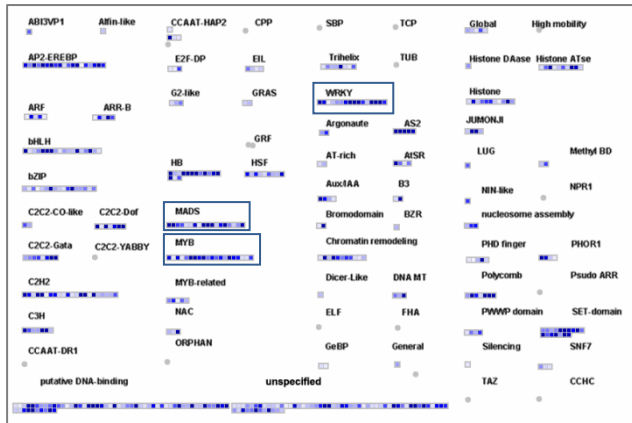 ABI3VP1 Alfin-like CCAAT-HAP2 CPP SBP TCP Global High mobility
AP2-EREBP E2F-DP EIL Trihelix TUB Histone DAase Histone ATse
ARF ARR-B G2-like GRAS WRKY Histone
bHLH GRF Argonaute AS2 JUMONJI
bZIP HB HSF AT-rich AtSR LUG Methyl BD
Aux/IAA B3 NIN-like NPR1
C2C2-CO-like C2C2-Dof MADS Bromodomain BZR nucleosome assembly
C2C2-Gata C2C2-YABBY MYB Chromatin remodeling PHD finger PHOR1
C2H2 MYB-related Dicer-Like DNA MT Polycomb Psudo ARR
C3H NAC ELF FHA PWWP domain SET-domain
CCAAT-DR1 ORPHAN GeBP General Silencing SNF7
putative DNA-binding unspecified TAZ CCHC